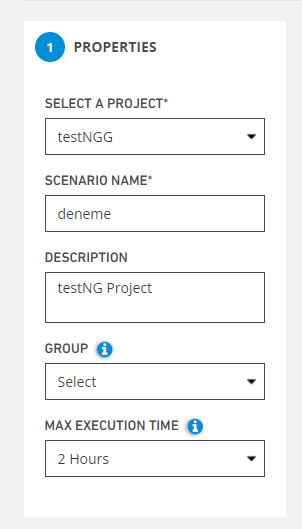 1 PROPERTIES
SELECT A PROJECT*
testNGG
SCENARIO NAME*
deneme
DESCRIPTION
testNG Project
GROUP i
Select
MAX EXECUTION TIME i
2 Hours